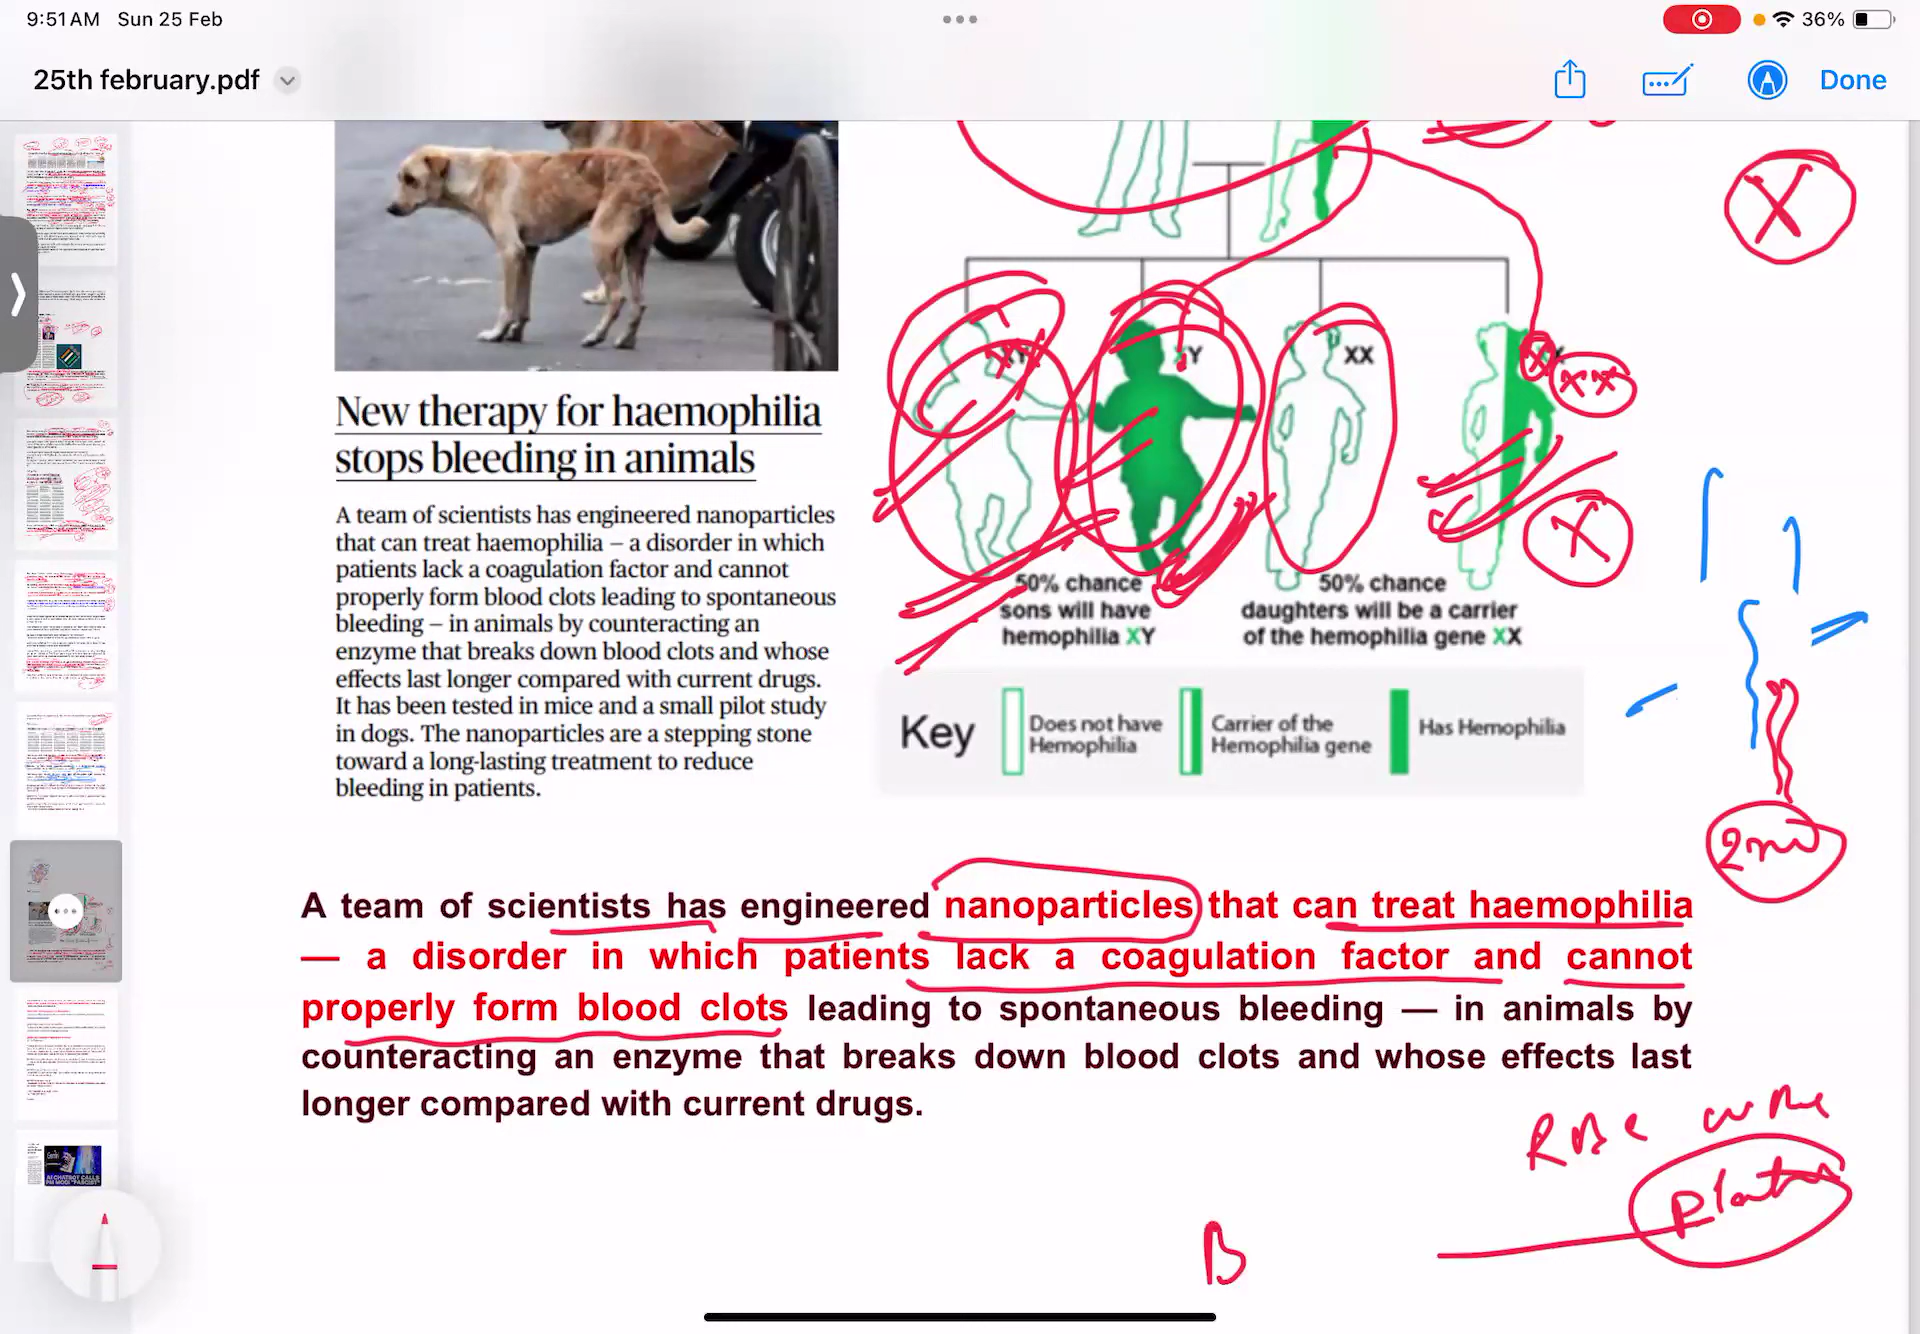 9:51 AM Sun 25 Feb
36%
25th february.pdf
Done
X
XY
XX
X
X X
New therapy for haemophilia
stops bleeding in animals
A team of scientists has engineered nanoparticles
that can treat haemophilia – a disorder in which
patients lack a coagulation factor and cannot
properly form blood clots leading to spontaneous
bleeding – in animals by counteracting an
enzyme that breaks down blood clots and whose
effects last longer compared with current drugs.
It has been tested in mice and a small pilot study
in dogs. The nanoparticles are a stepping stone
toward a long-lasting treatment to reduce
bleeding in patients.
X
50% chance
sons will have
hemophilia XY
50% chance
daughters will be a carrier
of the hemophilia gene XX
Key
Does not have
Hemophilia
Carrier of the
Hemophilia gene
Has Hemophilia
A team of scientists has engineered nanoparticles that can treat haemophilia
— a disorder in which patients lack a coagulation factor and cannot
properly form blood clots leading to spontaneous bleeding — in animals by
counteracting an enzyme that breaks down blood clots and whose effects last
longer compared with current drugs.
B